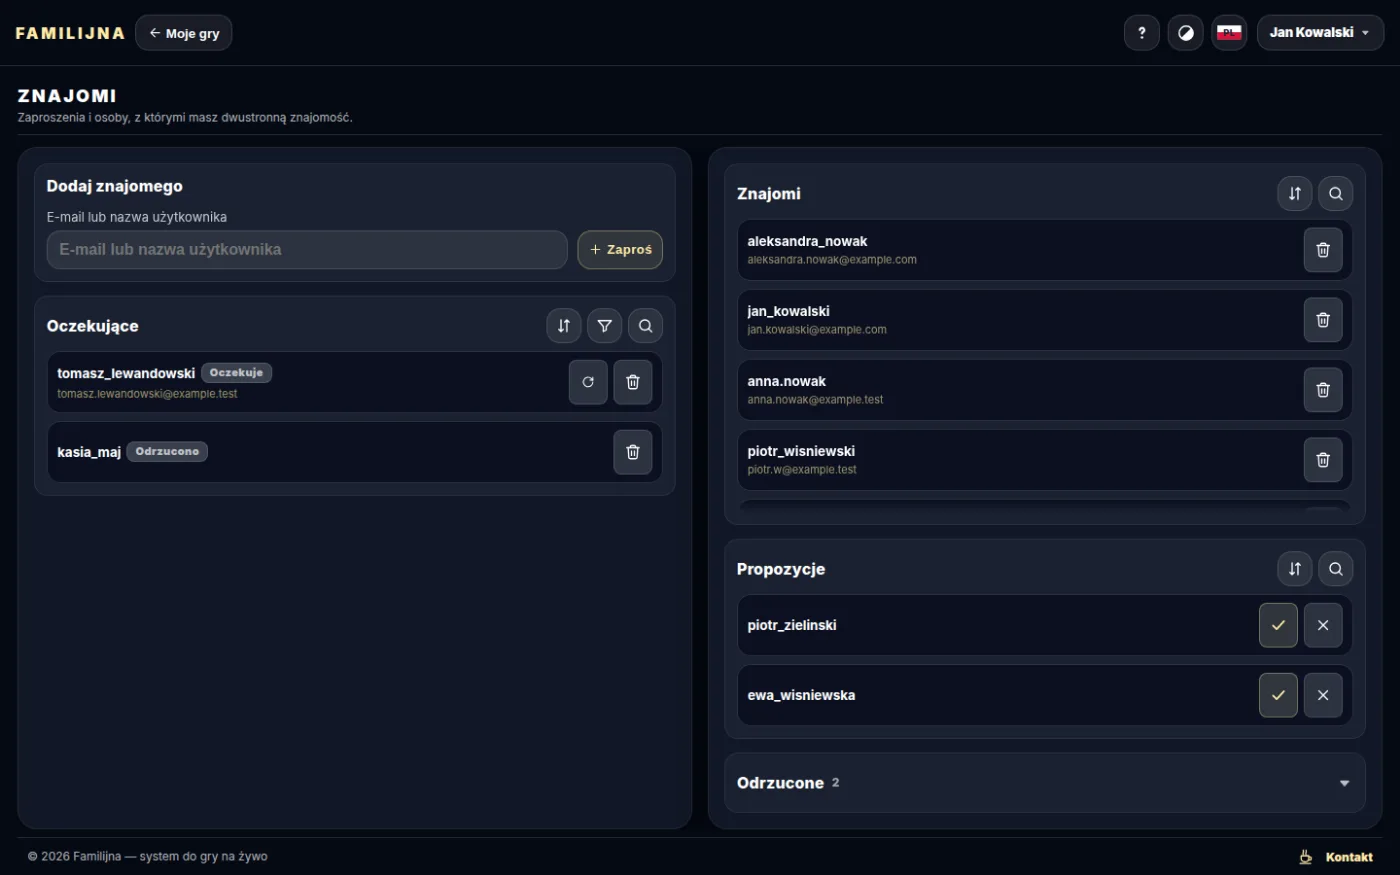 FAMILIJNA
← Moje gry
?
PL
Jan Kowalski
ZNAJOMI
Zaproszenia i osoby, z którymi masz dwustronną znajomość.
Dodaj znajomego
E-mail lub nazwa użytkownika
E-mail lub nazwa użytkownika
+ Zaproś
Oczekujące
tomasz_lewandowski Oczekuje
tomasz.lewandowski@example.test
kasia_maj Odrzucono
Znajomi
aleksandra_nowak
aleksandra.nowak@example.com
jan_kowalski
jan.kowalski@example.com
anna.nowak
anna.nowak@example.test
piotr_wisniewski
piotr.w@example.test
Propozycje
piotr_zielinski
ewa_wisniewska
Odrzucone 2
© 2026 Familijna — system do gry na żywo
Kontakt